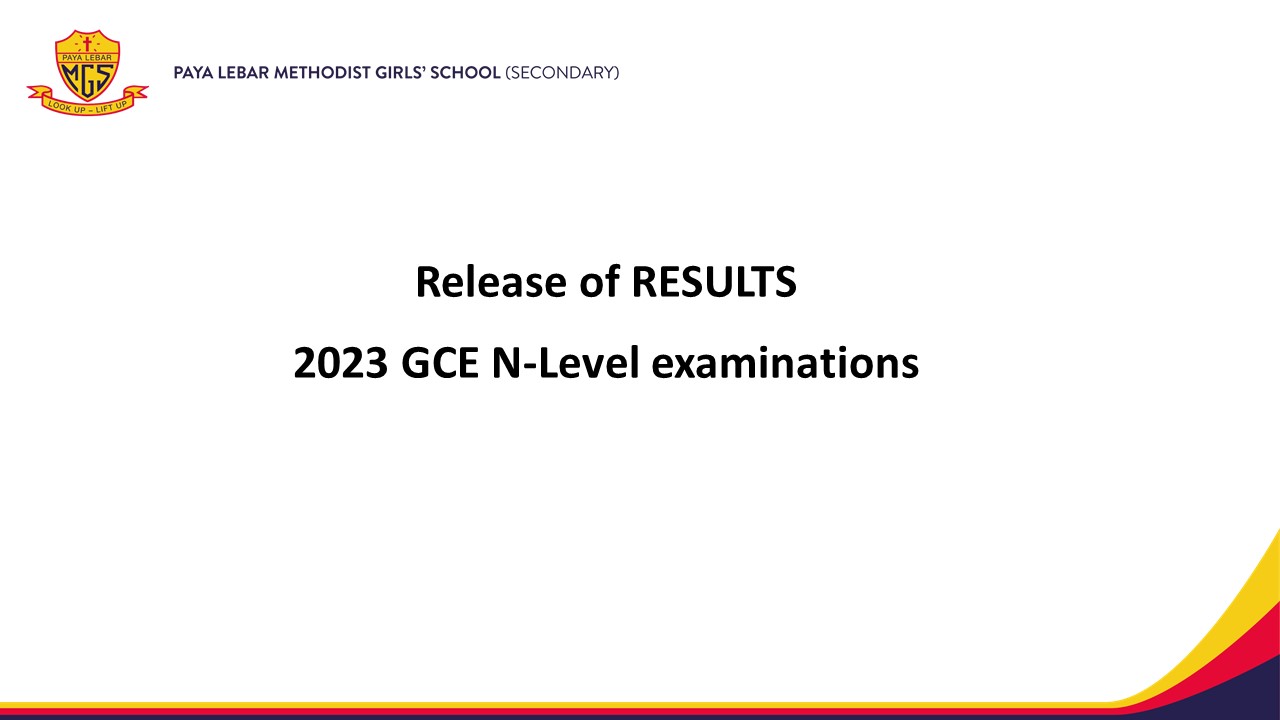 PAYA LEBAR
MGS
LOOK UP – LIFT UP
PAYA LEBAR METHODIST GIRLS' SCHOOL (SECONDARY)
Release of RESULTS
2023 GCE N-Level examinations